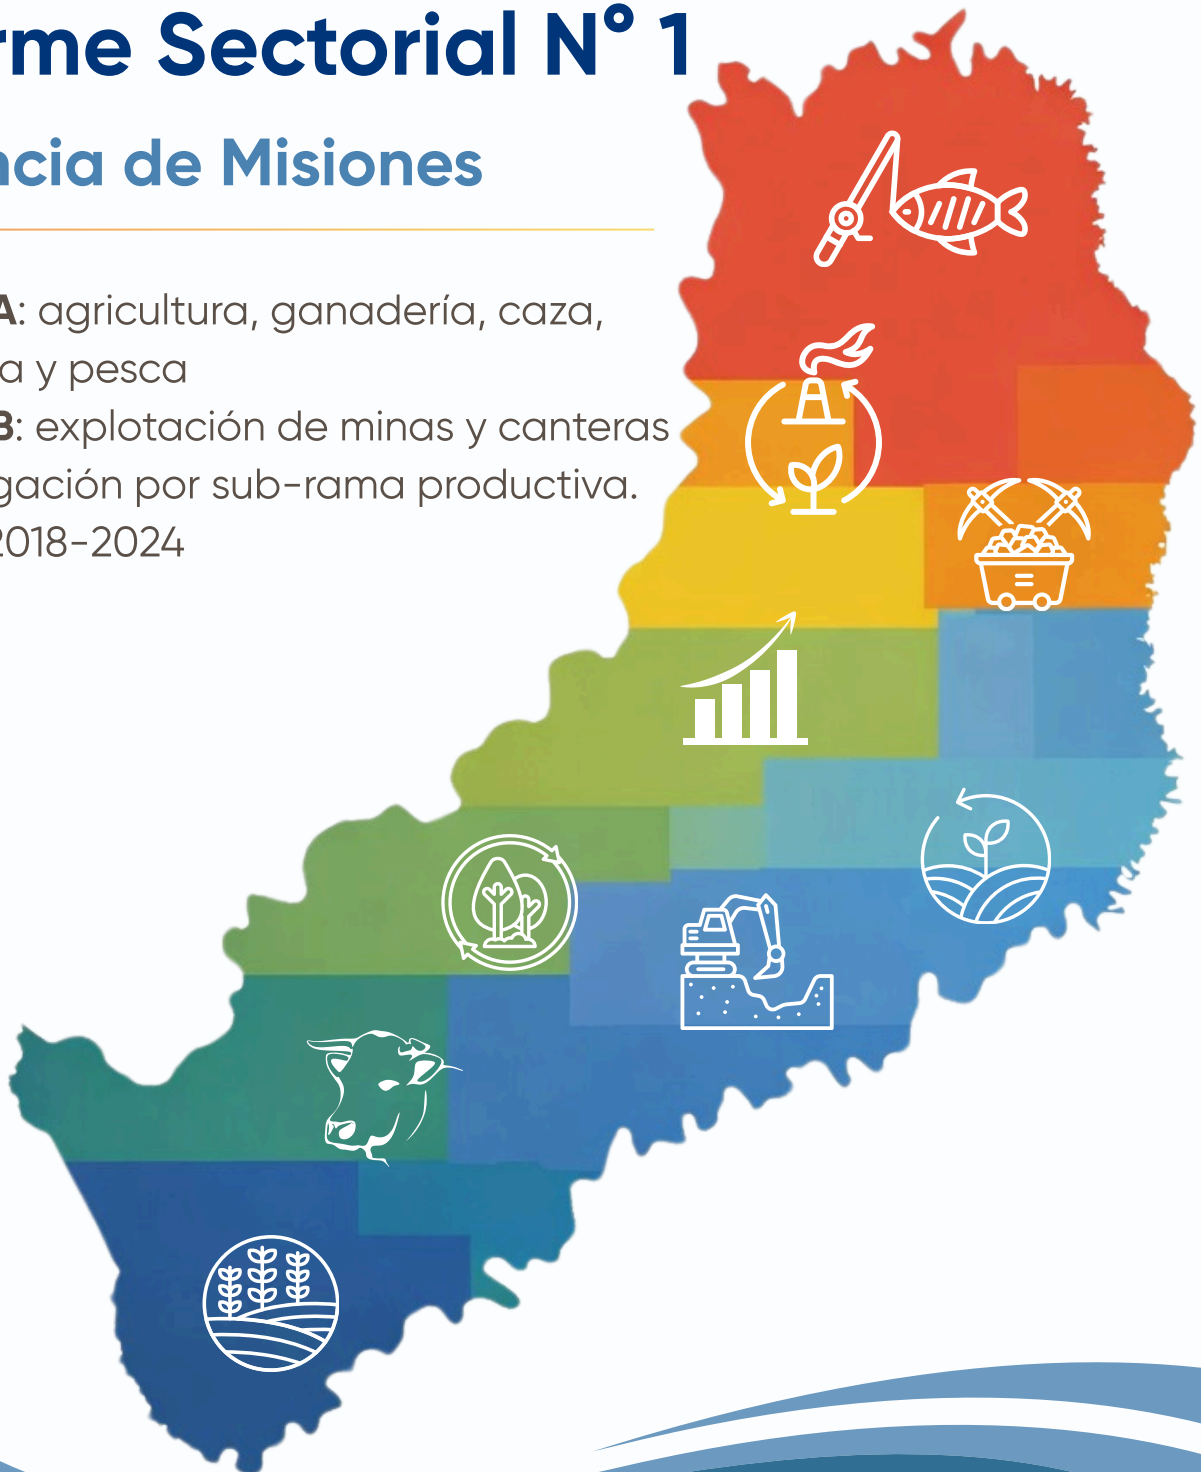 rme Sectorial N° 1
ncia de Misiones
A: agricultura, ganadería, caza,
a y pesca
B: explotación de minas y canteras
gación por sub-rama productiva.
2018-2024